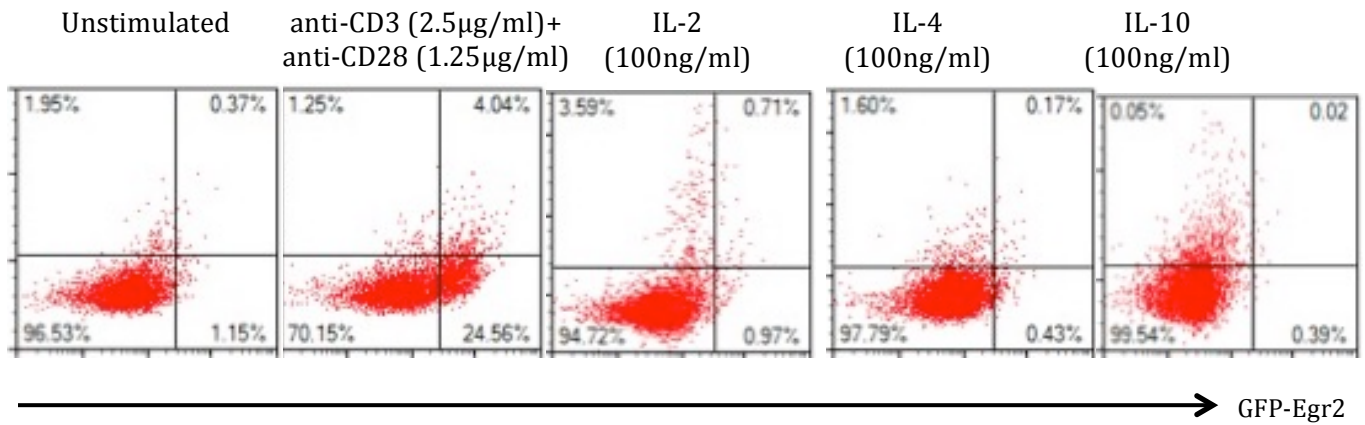 Unstimulated
anti-CD3 (2.5μg/ml)+
anti-CD28 (1.25μg/ml)
IL-2
(100ng/ml)
IL-4
(100ng/ml)
IL-10
(100ng/ml)
1.95% 0.37%
96.53% 1.15%
1.25% 4.04%
70.15% 24.56%
3.59% 0.71%
94.72% 0.97%
1.60% 0.17%
97.79% 0.43%
0.05% 0.02
99.54% 0.39%
GFP-Egr2